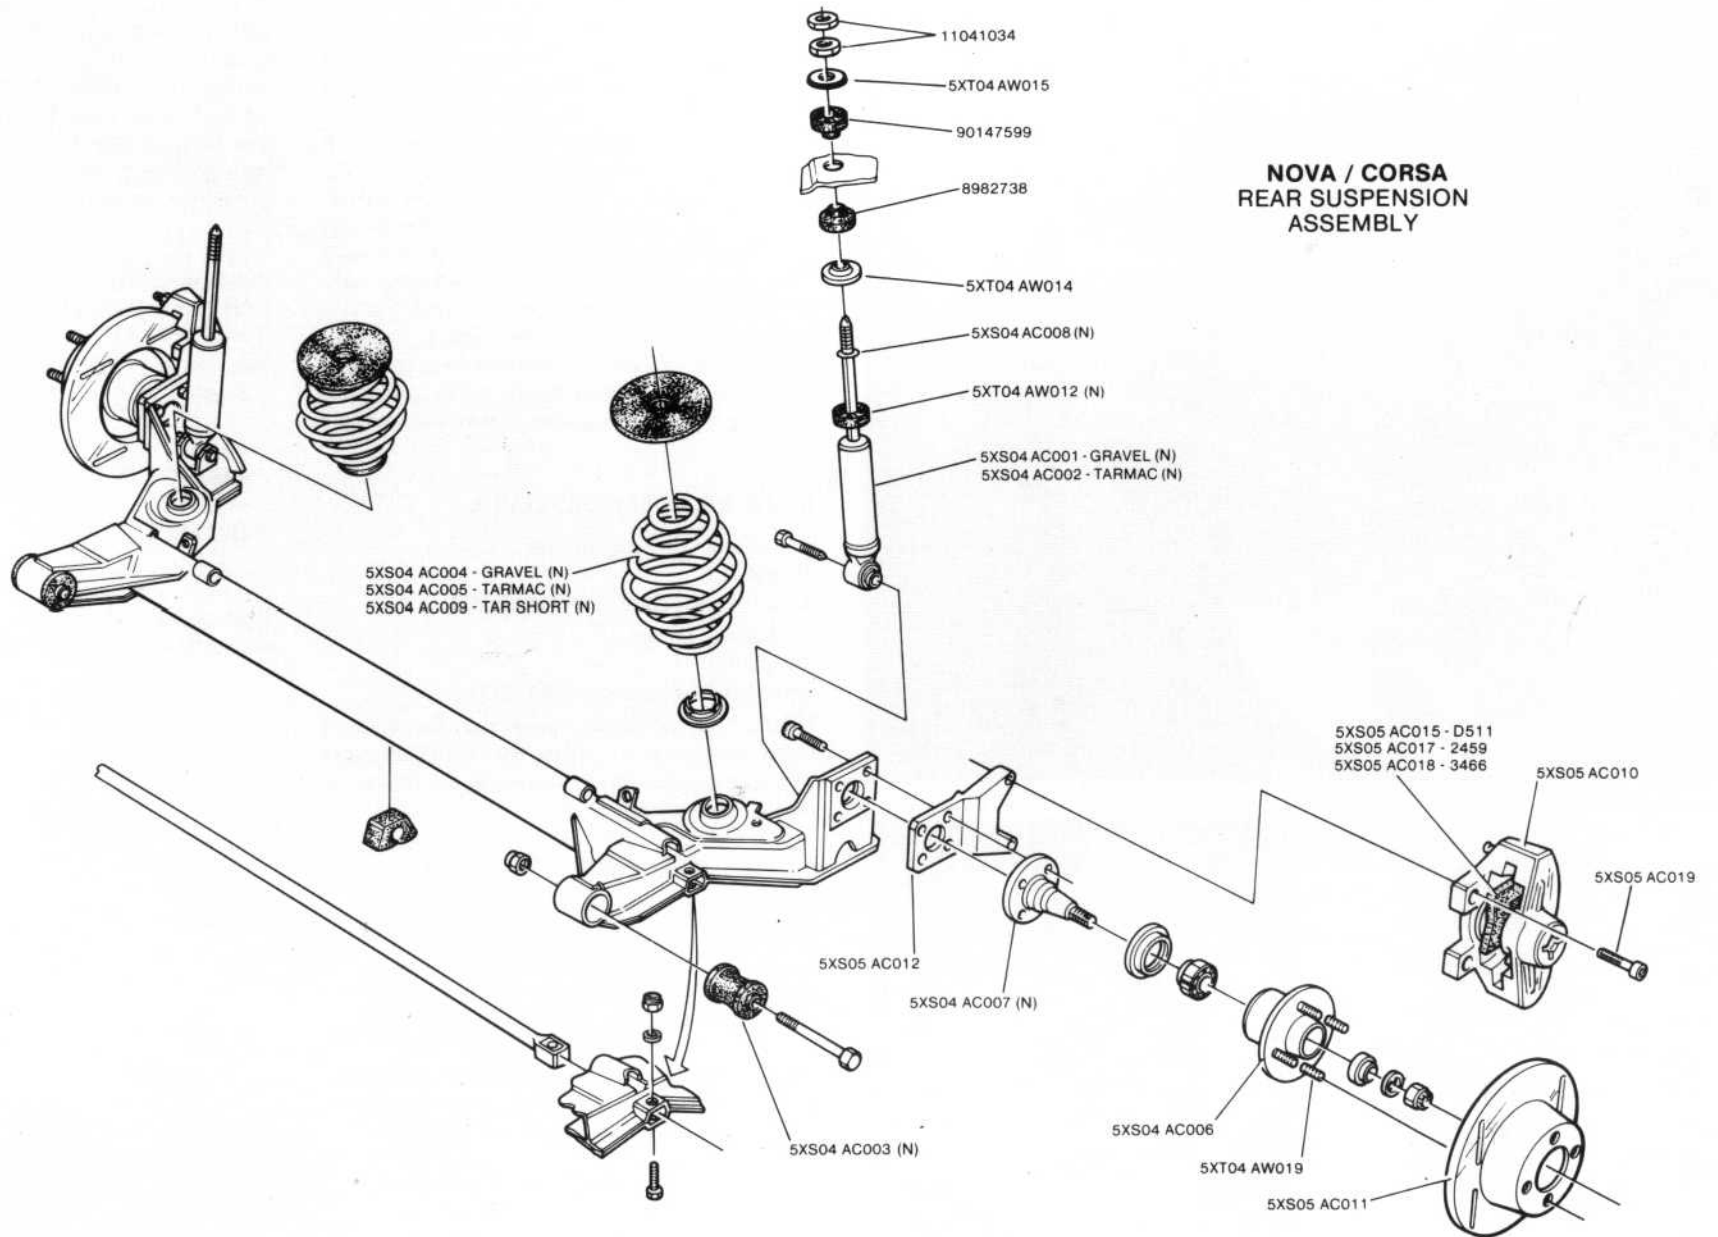 11041034
5XT04 AW015
90147599
NOVA / CORSA
REAR SUSPENSION
ASSEMBLY
8982738
5XT04 AW014
5XS04 AC008 (N)
5XT04 AW012 (N)
5XS04 AC001 - GRAVEL (N)
5XS04 AC002 - TARMAC (N)
5XS04 AC004 - GRAVEL (N)
5XS04 AC005 - TARMAC (N)
5XS04 AC009 - TAR SHORT (N)
5XS05 AC015 - D511
5XS05 AC017 - 2459
5XS05 AC018 - 3466
5XS05 AC010
5XS05 AC019
5XS05 AC012
5XS04 AC007 (N)
5XS04 AC003 (N)
5XS04 AC006
5XT04 AW019
5XS05 AC011